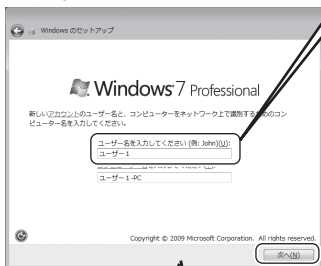 Windows のセットアップ
Windows 7 Professional
新しいアカウントのユーザー名と、コンピューターをネットワーク上で識別するためのコン
ピューター名を入力してください。
ユーザー名を入力してください (例: John)(U):
ユーザー1
ユーザー1-PC
Copyright © 2009 Microsoft Corporation. All rights reserved.
次へ(N)